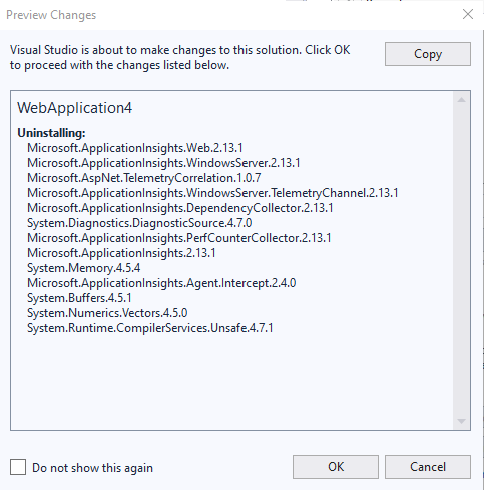 Preview Changes
Visual Studio is about to make changes to this solution. Click OK
to proceed with the changes listed below.
Copy
WebApplication4
Uninstalling:
Microsoft.ApplicationInsights.Web.2.13.1
Microsoft.ApplicationInsights.WindowsServer.2.13.1
Microsoft.AspNet.TelemetryCorrelation.1.0.7
Microsoft.ApplicationInsights.WindowsServer.TelemetryChannel.2.13.1
Microsoft.ApplicationInsights.DependencyCollector.2.13.1
System.Diagnostics.DiagnosticSource.4.7.0
Microsoft.ApplicationInsights.PerfCounterCollector.2.13.1
Microsoft.ApplicationInsights.2.13.1
System.Memory.4.5.4
Microsoft.ApplicationInsights.Agent.Intercept.2.4.0
System.Buffers.4.5.1
System.Numerics.Vectors.4.5.0
System.Runtime.CompilerServices.Unsafe.4.7.1
Do not show this again
OK
Cancel